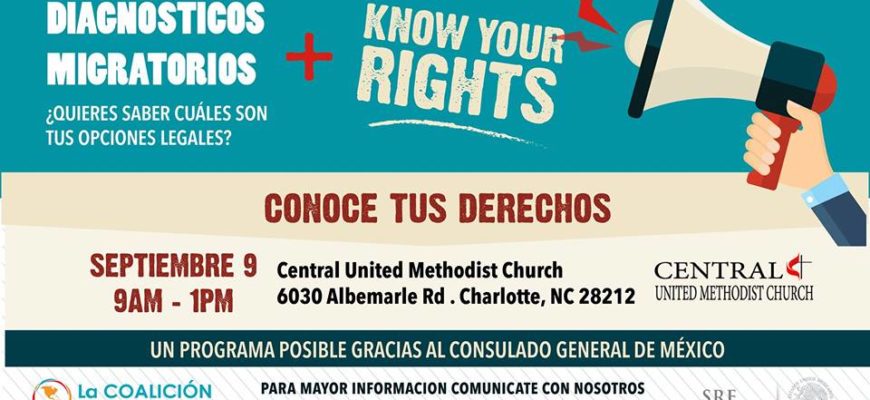 DIAGNÓSTICOS
MIGRATORIOS
¿QUIERES SABER CUÁLES SON
TUS OPCIONES LEGALES?
+
KNOW YOUR
RIGHTS
CONOCE TUS DERECHOS
SEPTIEMBRE 9
9AM - 1PM
Central United Methodist Church
6030 Albemarle Rd . Charlotte, NC 28212
CENTRAL
UNITED METHODIST CHURCH
UN PROGRAMA POSIBLE GRACIAS AL CONSULADO GENERAL DE MÉXICO
La COALICIÓN
PARA MAYOR INFORMACION COMUNICATE CON NOSOTROS
SRE